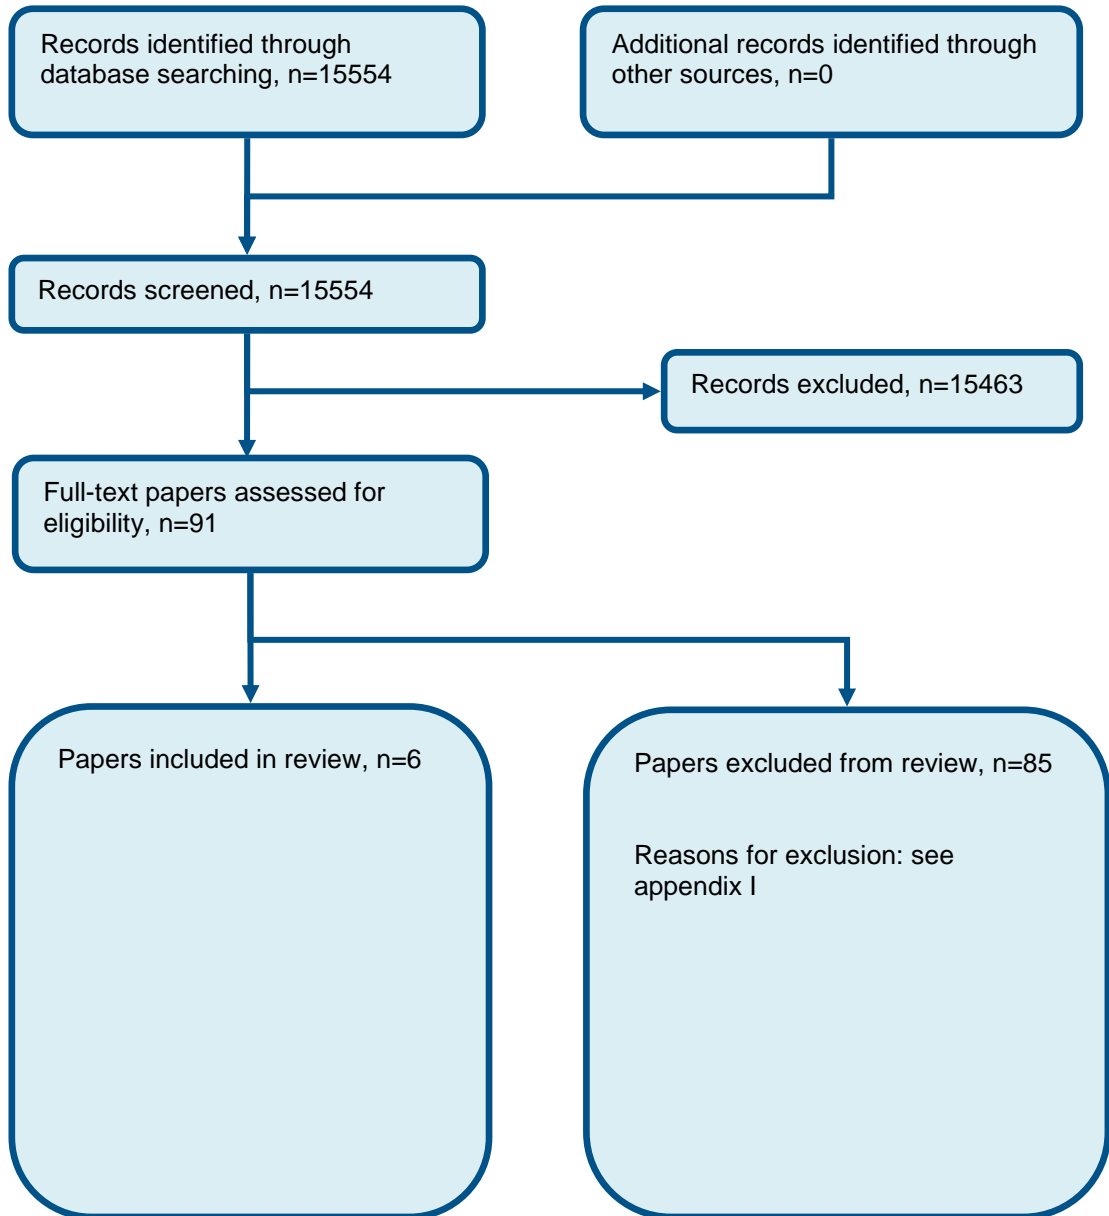 Records identified through
database searching, n=15554
Additional records identified through
other sources, n=0
Records screened, n=15554
Records excluded, n=15463
Full-text papers assessed for
eligibility, n=91
Papers included in review, n=6
Papers excluded from review, n=85
Reasons for exclusion: see
appendix I